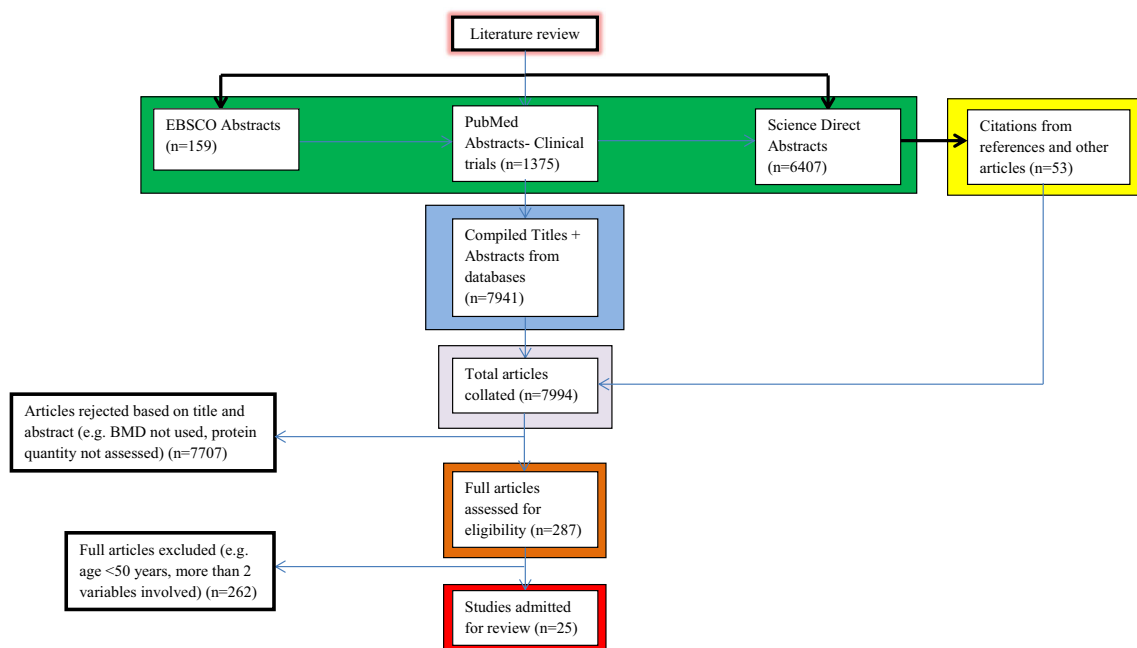 Literature review
EBSCO Abstracts
(n=159)
PubMed
Abstracts- Clinical
trials (n=1375)
Science Direct
Abstracts
(n=6407)
Citations from
references and other
articles (n=53)
Compiled Titles +
Abstracts from
databases
(n=7941)
Total articles
collated (n=7994)
Articles rejected based on title and
abstract (e.g. BMD not used, protein
quantity not assessed) (n=7707)
Full articles
assessed for
eligibility (n=287)
Full articles excluded (e.g.
age <50 years, more than 2
variables involved) (n=262)
Studies admitted
for review (n=25)